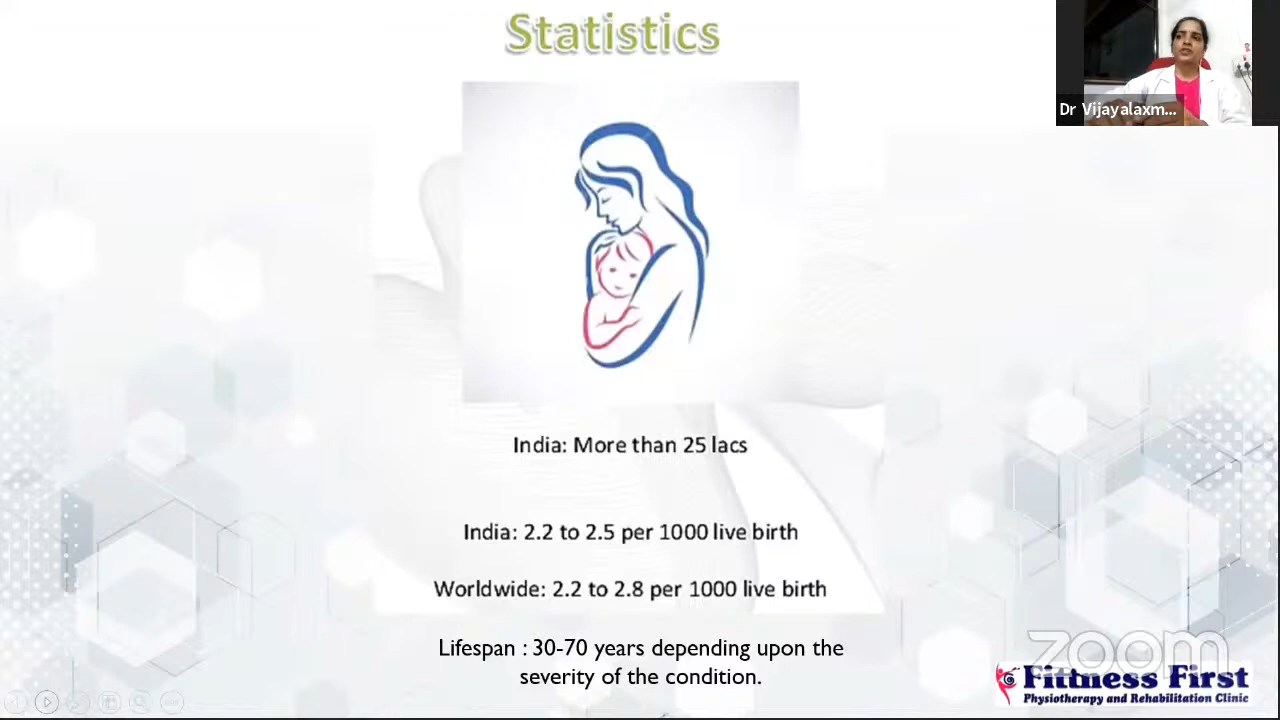 Statistics
Dr Vijayalaxm...
India: More than 25 lacs
India: 2.2 to 2.5 per 1000 live birth
Worldwide: 2.2 to 2.8 per 1000 live birth
Lifespan : 30-70 years depending upon the
severity of the condition.
zoom
Fittness First
Physiotherapy and Rehabilitation Clinic